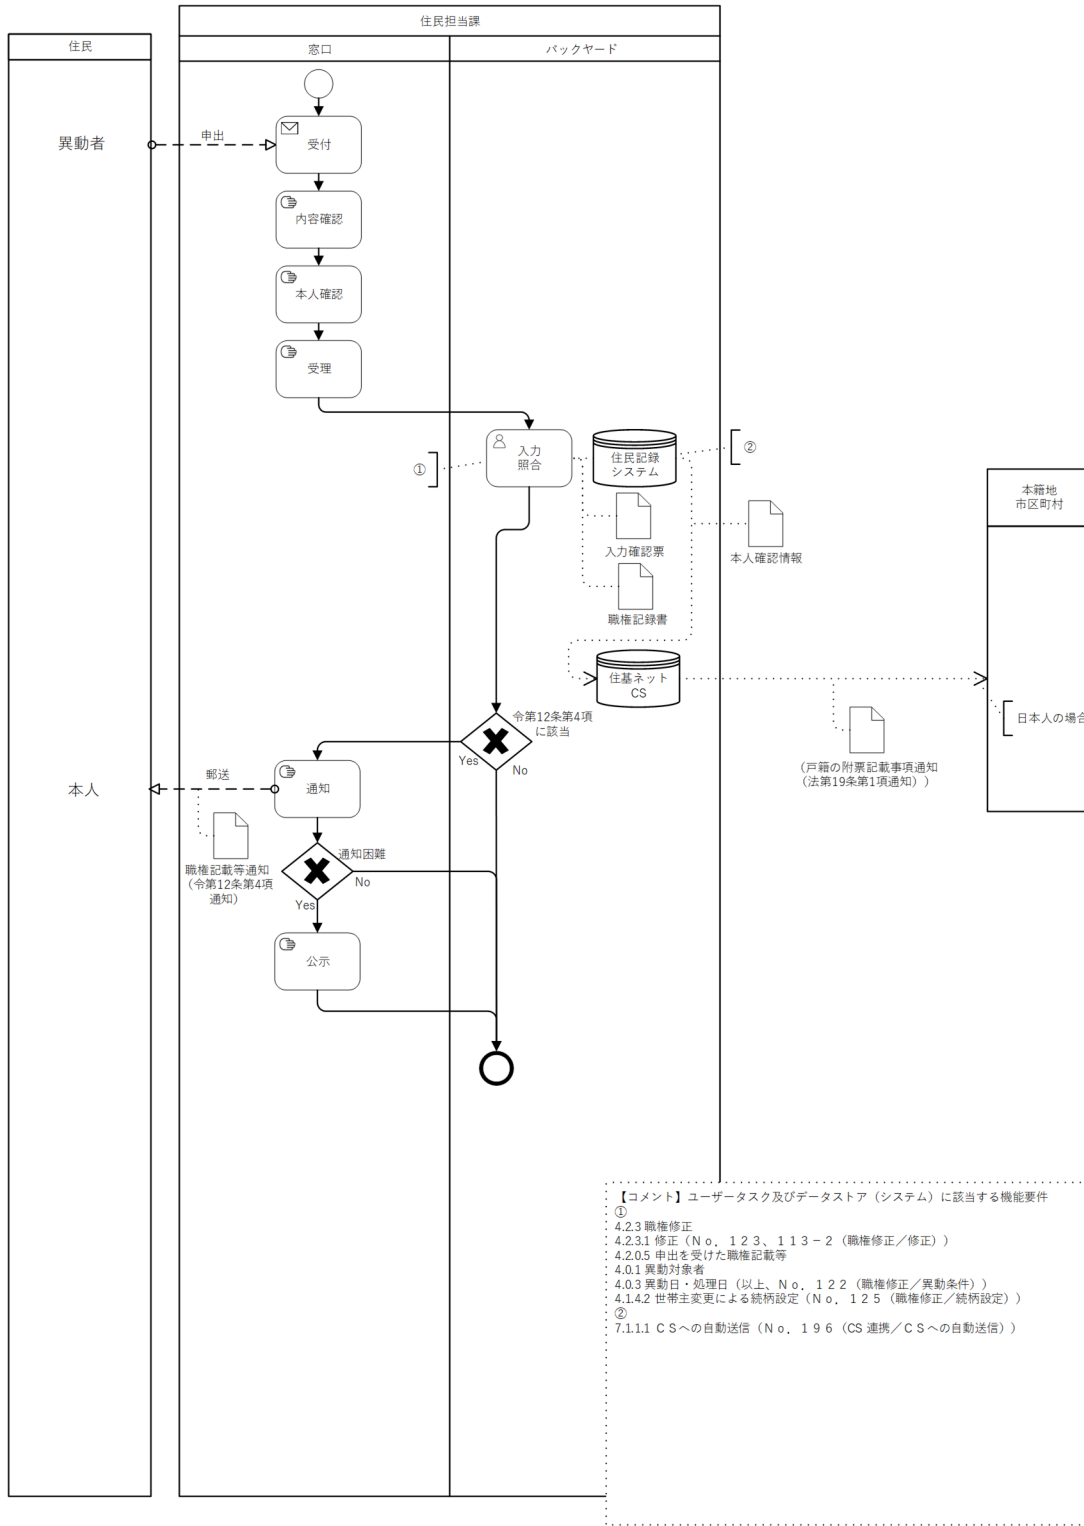 住民担当課
住民
窓口
バックヤード
異動者
申出
受付
内容確認
本人確認
受理
①
入力
照合
住民記録
システム
②
入力確認票
本人確認情報
職権記録書
本籍地
市区町村
住基ネット
CS
日本人の場合
令第12条第4項
に該当
Yes
No
(戸籍の附票記載事項通知
(法第19条第1項通知))
本人
郵送
通知
職権記載等通知
(令第12条第4項
通知)
通知困難
No
Yes
公示
【コメント】ユーザータスク及びデータストア(システム)に該当する機能要件
①
4.2.3 職権修正
4.2.3.1 修正(No.123、113-2(職権修正/修正))
4.2.0.5 申出を受けた職権記載等
4.0.1 異動対象者
4.0.3 異動日・処理日(以上、No.122(職権修正/異動条件))
4.1.4.2 世帯主変更による続柄設定(No.125(職権修正/続柄設定))
②
7.1.1.1 CSへの自動送信(No.196(CS 連携/CSへの自動送信))